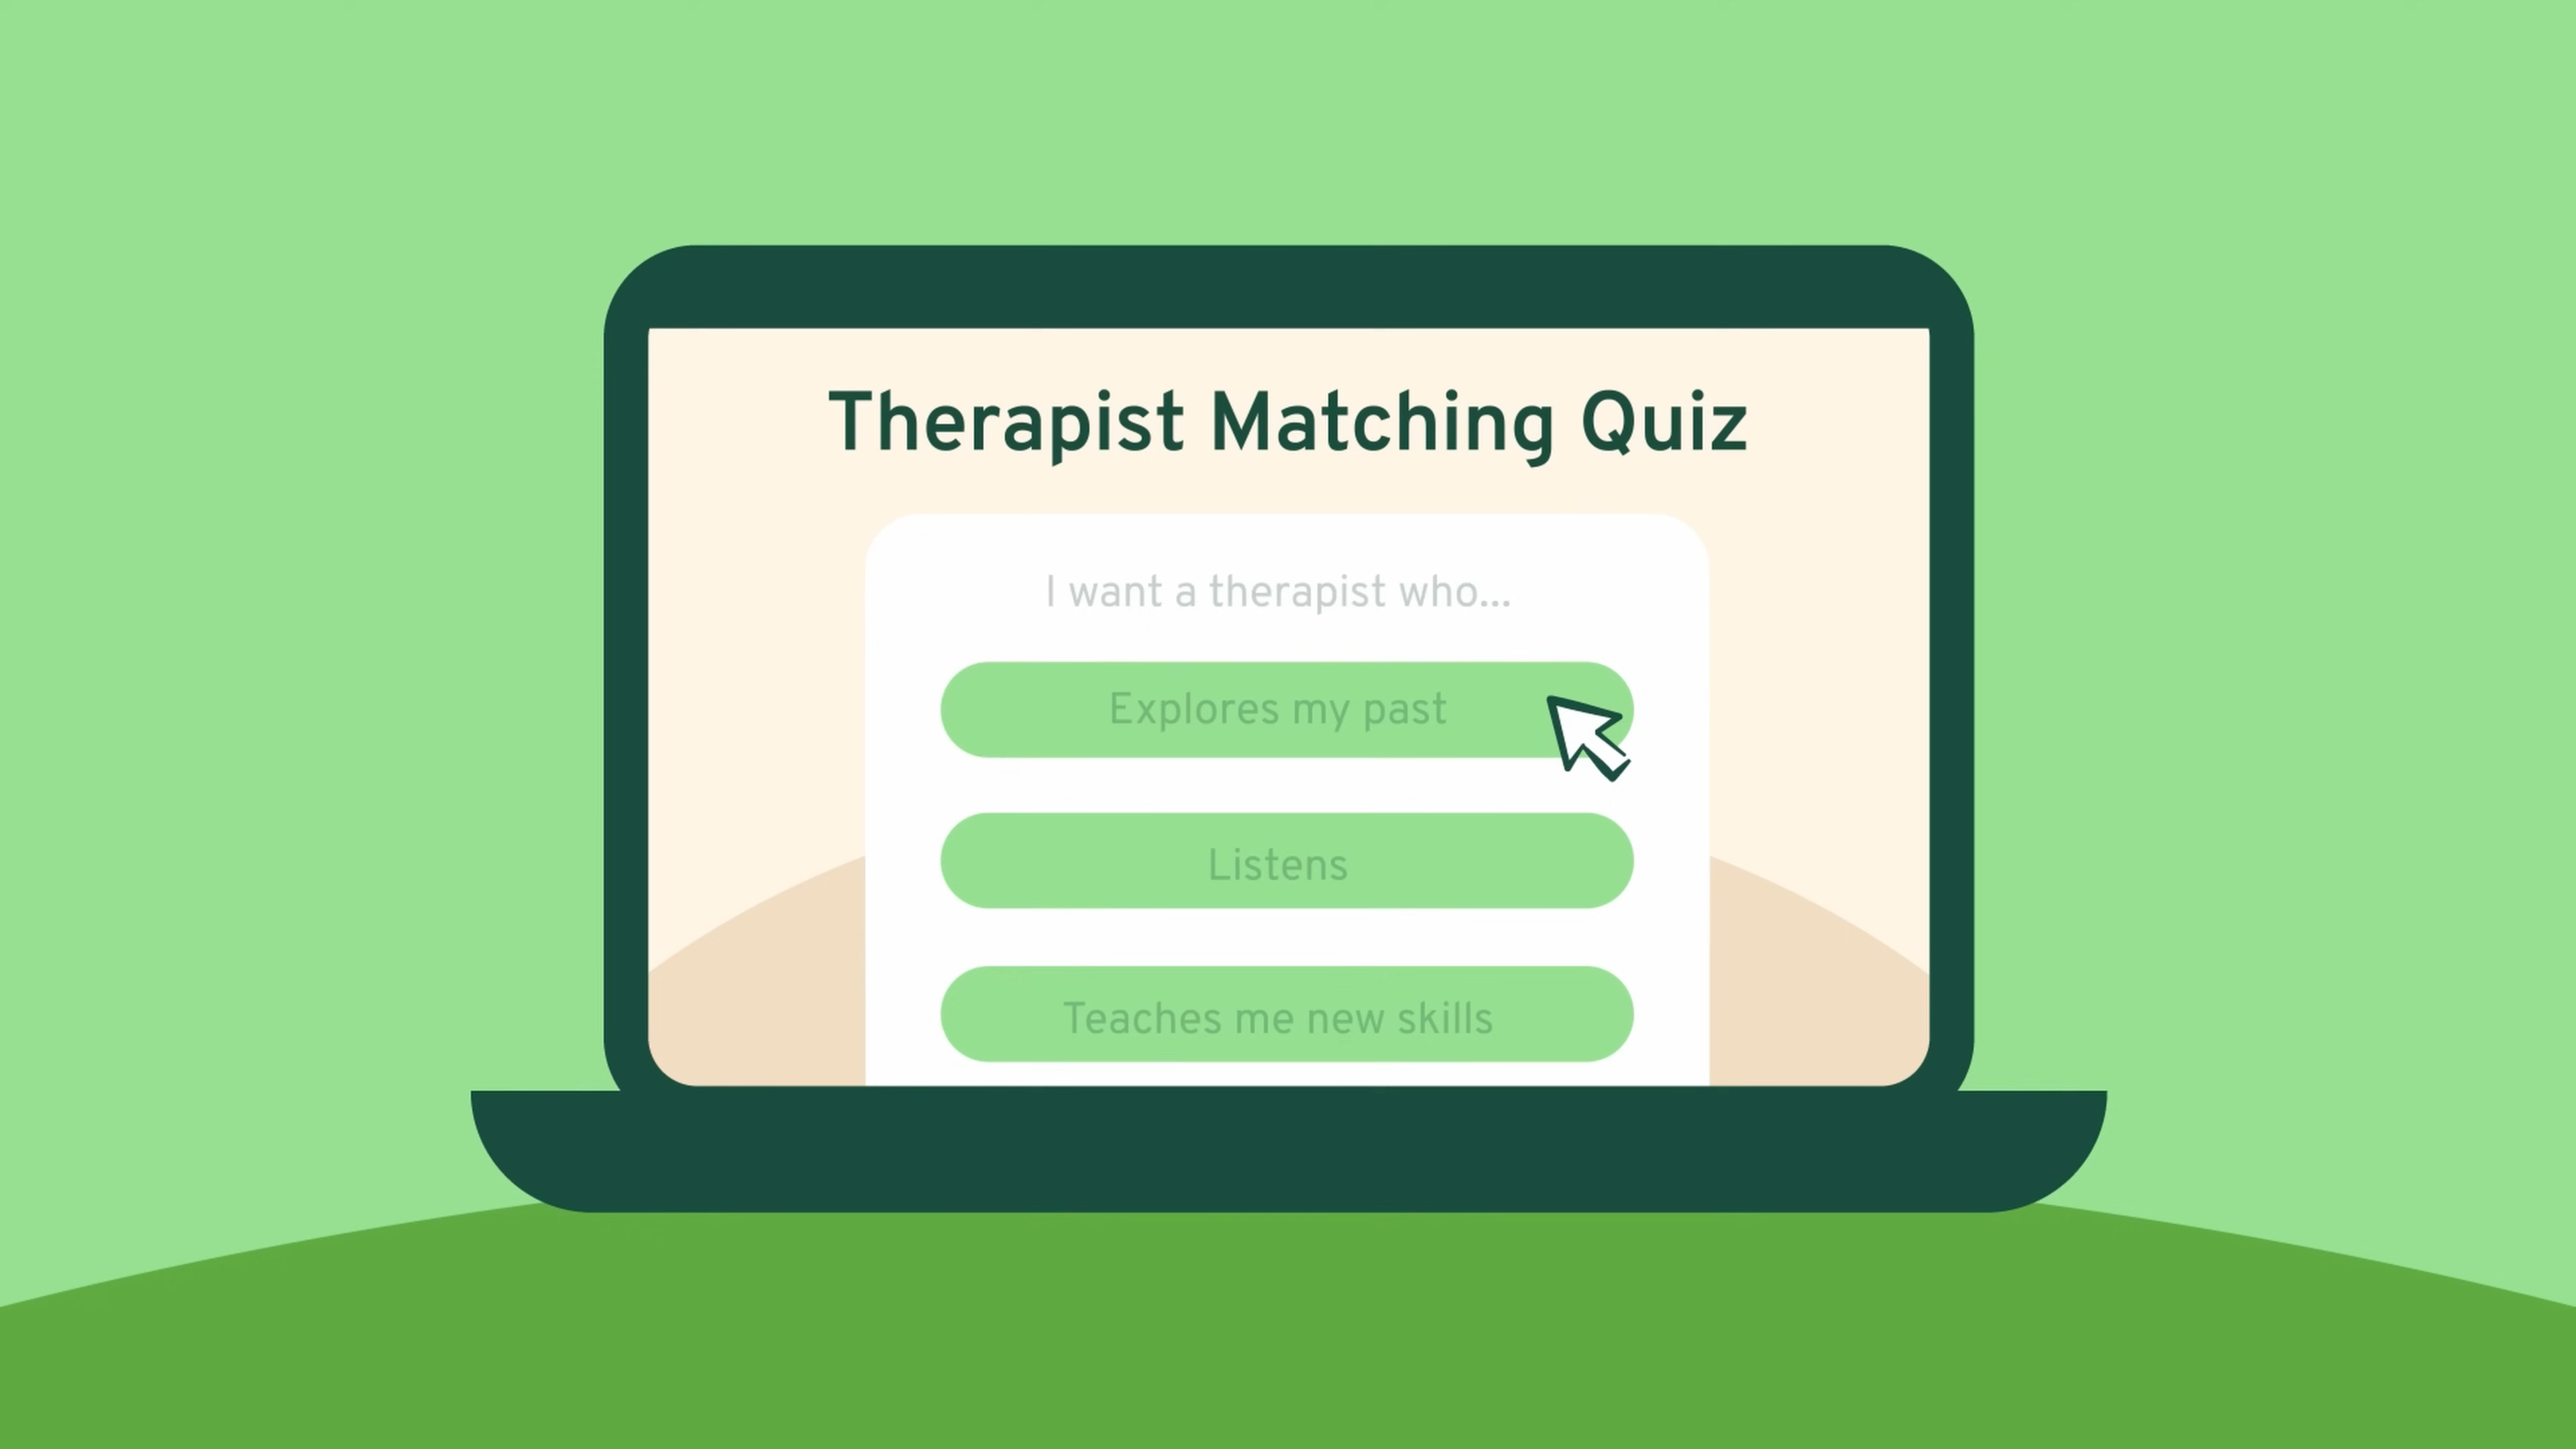 Therapist Matching Quiz
I want a therapist who...
Explores my past
Listens
Teaches me new skills